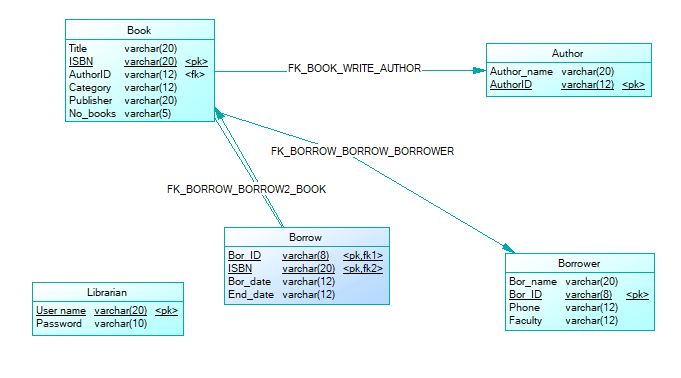 Book
Title varchar(20)
ISBN varchar(20) <pk>
AuthorID varchar(12) <fk>
Category varchar(12)
Publisher varchar(20)
No_books varchar(5)
Author
Author_name varchar(20)
AuthorID varchar(12) <pk>
FK_BOOK_WRITE_AUTHOR
FK_BORROW_BORROW_BORROWER
FK_BORROW_BORROW2_BOOK
Borrow
Bor_ID varchar(8) <pk,fk1>
ISBN varchar(20) <pk,fk2>
Bor_date varchar(12)
End_date varchar(12)
Borrower
Bor_name varchar(20)
Bor_ID varchar(8) <pk>
Phone varchar(12)
Faculty varchar(12)
Librarian
User name varchar(20) <pk>
Password varchar(10)